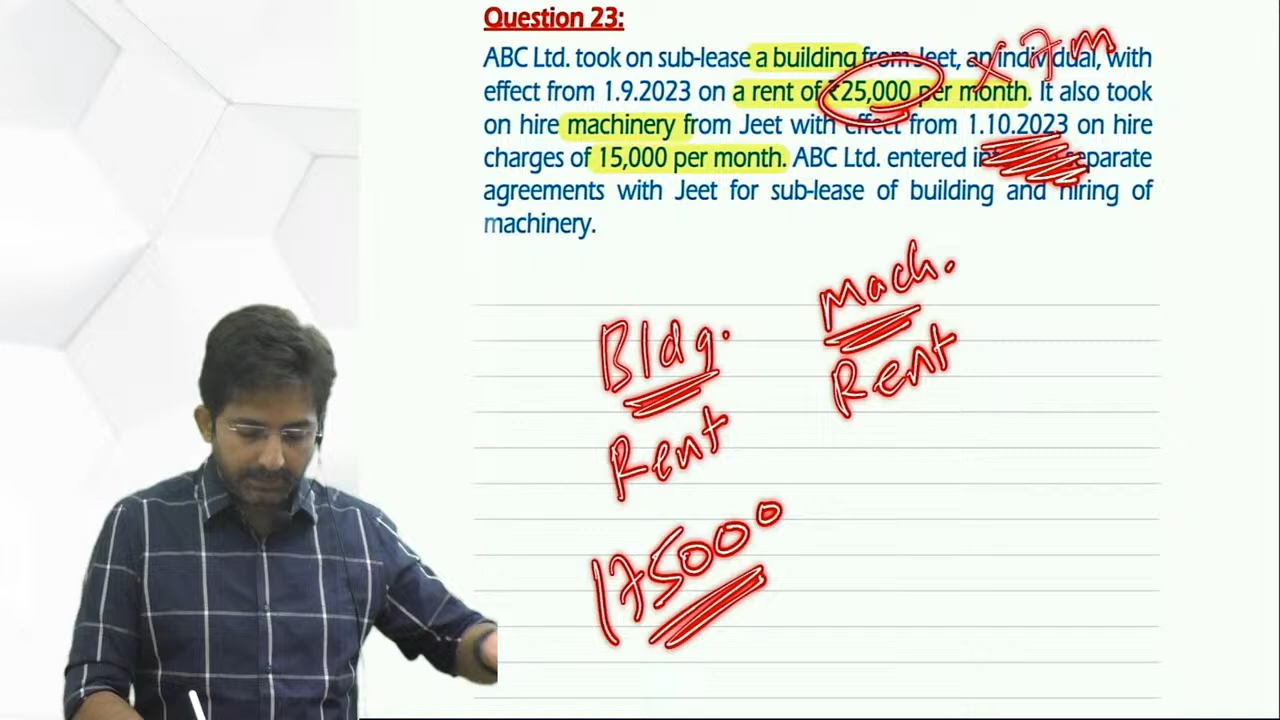 Question 23:
ABC Ltd. took on sub-lease a building from Jeet, an individual, with
effect from 1.9.2023 on a rent of ₹25,000 per month. It also took
on hire machinery from Jeet with effect from 1.10.2023 on hire
charges of 15,000 per month. ABC Ltd. entered separate
agreements with Jeet for sub-lease of building and hiring of
machinery.
x 7m
Bldg. Mach.
Rent Rent
175000